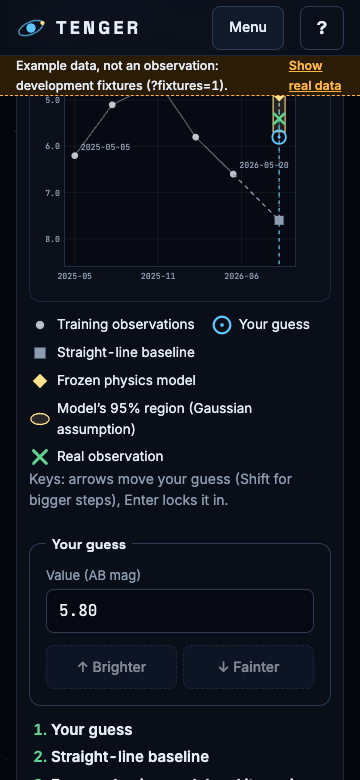 TENGER
Menu
?
Example data, not an observation:
development fixtures (?fixtures=1).
Show
real data
5.0
6.0
7.0
8.0
2025-05-05
2026-05-20
2025-05
2025-11
2026-06
Training observations
Your guess
Straight-line baseline
Frozen physics model
Model's 95% region (Gaussian
assumption)
Real observation
Keys: arrows move your guess (Shift for
bigger steps), Enter locks it in.
Your guess
Value (AB mag)
5.80
↑ Brighter
↓ Fainter
1. Your guess
2. Straight-line baseline